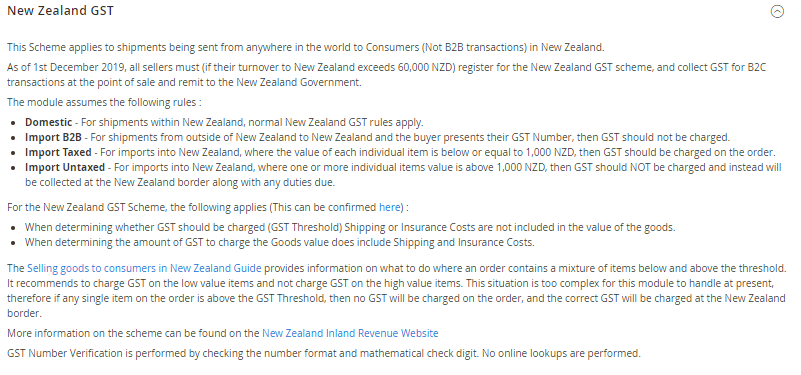 New Zealand GST
This Scheme applies to shipments being sent from anywhere in the world to Consumers (Not B2B transactions) in New Zealand.
As of 1st December 2019, all sellers must (if their turnover to New Zealand exceeds 60,000 NZD) register for the New Zealand GST scheme, and collect GST for B2C
transactions at the point of sale and remit to the New Zealand Government.
The module assumes the following rules :
• Domestic - For shipments within New Zealand, normal New Zealand GST rules apply.
• Import B2B - For shipments from outside of New Zealand to New Zealand and the buyer presents their GST Number, then GST should not be charged.
• Import Taxed - For imports into New Zealand, where the value of each individual item is below or equal to 1,000 NZD, then GST should be charged on the order.
• Import Untaxed - For imports into New Zealand, where one or more individual items value is above 1,000 NZD, then GST should NOT be charged and instead will
be collected at the New Zealand border along with any duties due.
For the New Zealand GST Scheme, the following applies (This can be confirmed here) :
• When determining whether GST should be charged (GST Threshold) Shipping or Insurance Costs are not included in the value of the goods.
• When determining the amount of GST to charge the Goods value does include Shipping and Insurance Costs.
The Selling goods to consumers in New Zealand Guide provides information on what to do where an order contains a mixture of items below and above the threshold.
It recommends to charge GST on the low value items and not charge GST on the high value items. This situation is too complex for this module to handle at present,
therefore if any single item on the order is above the GST Threshold, then no GST will be charged on the order, and the correct GST will be charged at the New Zealand
border.
More information on the scheme can be found on the New Zealand Inland Revenue Website
GST Number Verification is performed by checking the number format and mathematical check digit. No online lookups are performed.